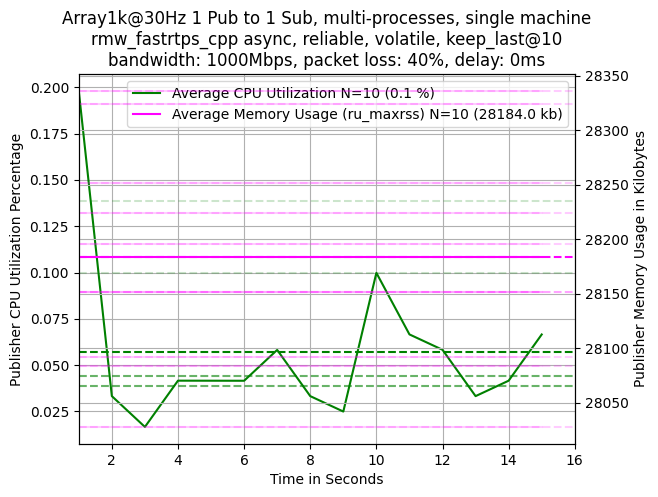 Array1k@30Hz 1 Pub to 1 Sub, multi-processes, single machine
rmw_fastrtps_cpp async, reliable, volatile, keep_last@10
bandwidth: 1000Mbps, packet loss: 40%, delay: 0ms
Average CPU Utilization N=10 (0.1 %)
Average Memory Usage (ru_maxrss) N=10 (28184.0 kb)
Publisher CPU Utilization Percentage
0.200
0.175
0.150
0.125
0.100
0.075
0.050
0.025
28350
28300
28250
28200
28150
28100
28050
Publisher Memory Usage in Kilobytes
2 4 6 8 10 12 14 16
Time in Seconds